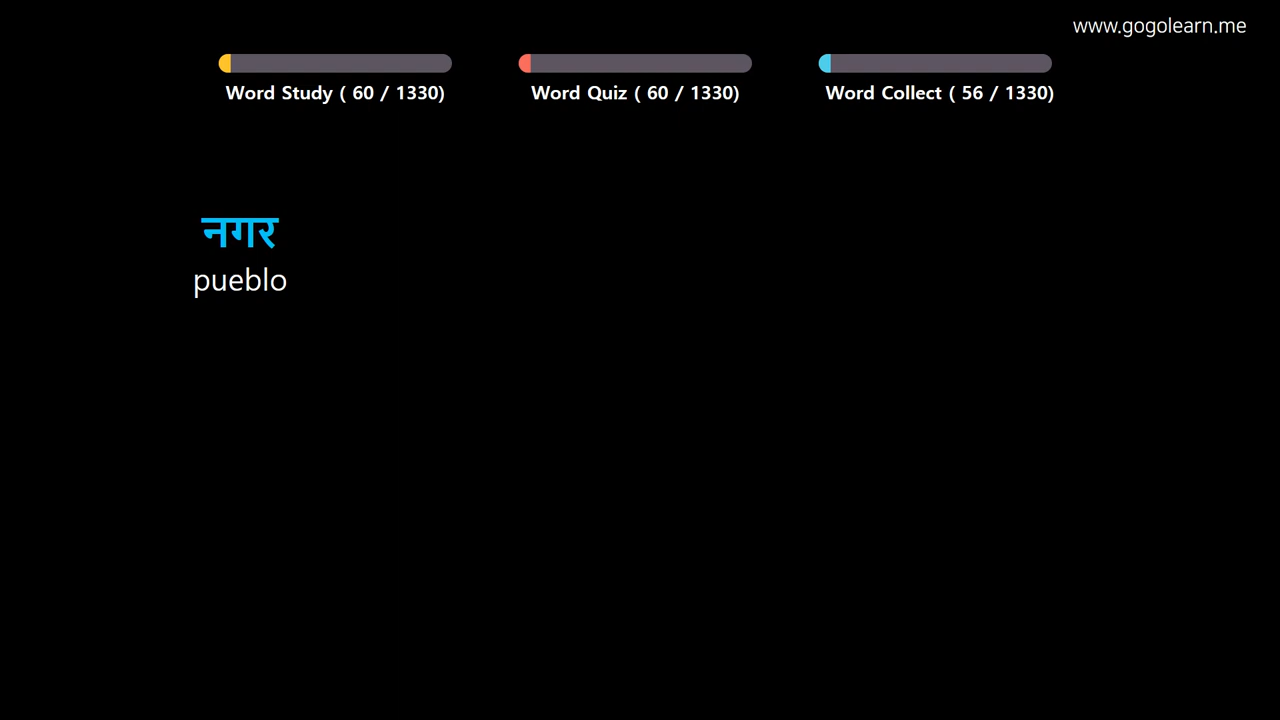 www.gogolearn.me
Word Study ( 60 / 1330)
Word Quiz ( 60 / 1330)
Word Collect ( 56 / 1330)
नगर
pueblo